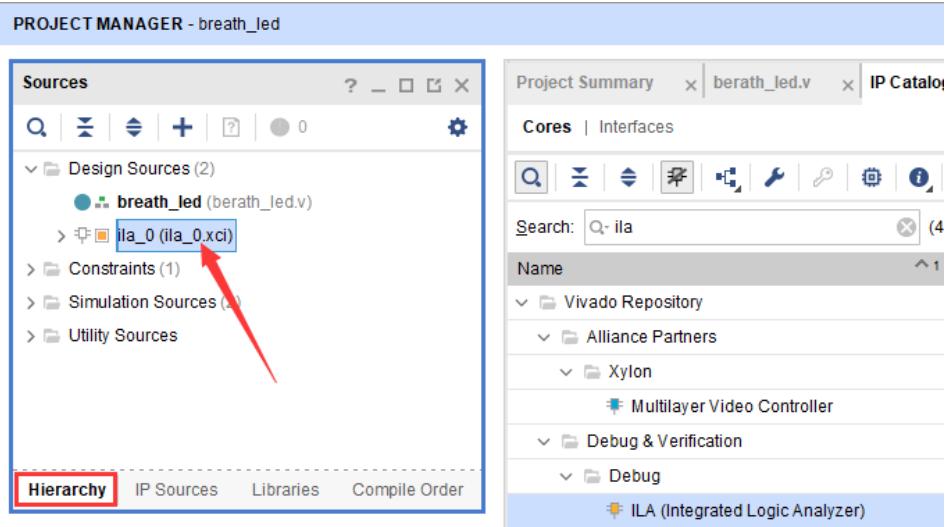 PROJECT MANAGER - breath_led
Sources
? _
0
Design Sources (2)
breath_led (berath_led.v)
ila_0 (ila_0.xci)
Constraints (1)
Simulation Sources (2)
Utility Sources
Hierarchy IP Sources Libraries Compile Order
Project Summary berath_led.v IP Catalog
Cores | Interfaces
Search: ila (4
Name 1
Vivado Repository
Alliance Partners
Xylon
Multilayer Video Controller
Debug & Verification
Debug
ILA (Integrated Logic Analyzer)